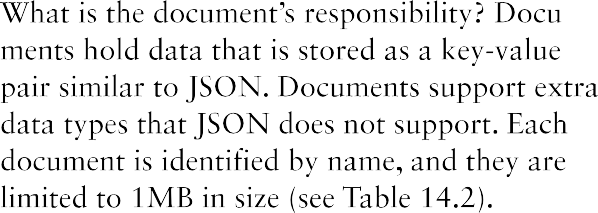 What is the document’s responsibility? Docu
ments hold data that is stored as a key-value
pair similar to JSON. Documents support extra
data types that JSON does not support. Each
document is identified by name, and they are
limited to 1MB in size (see Table 14.2).